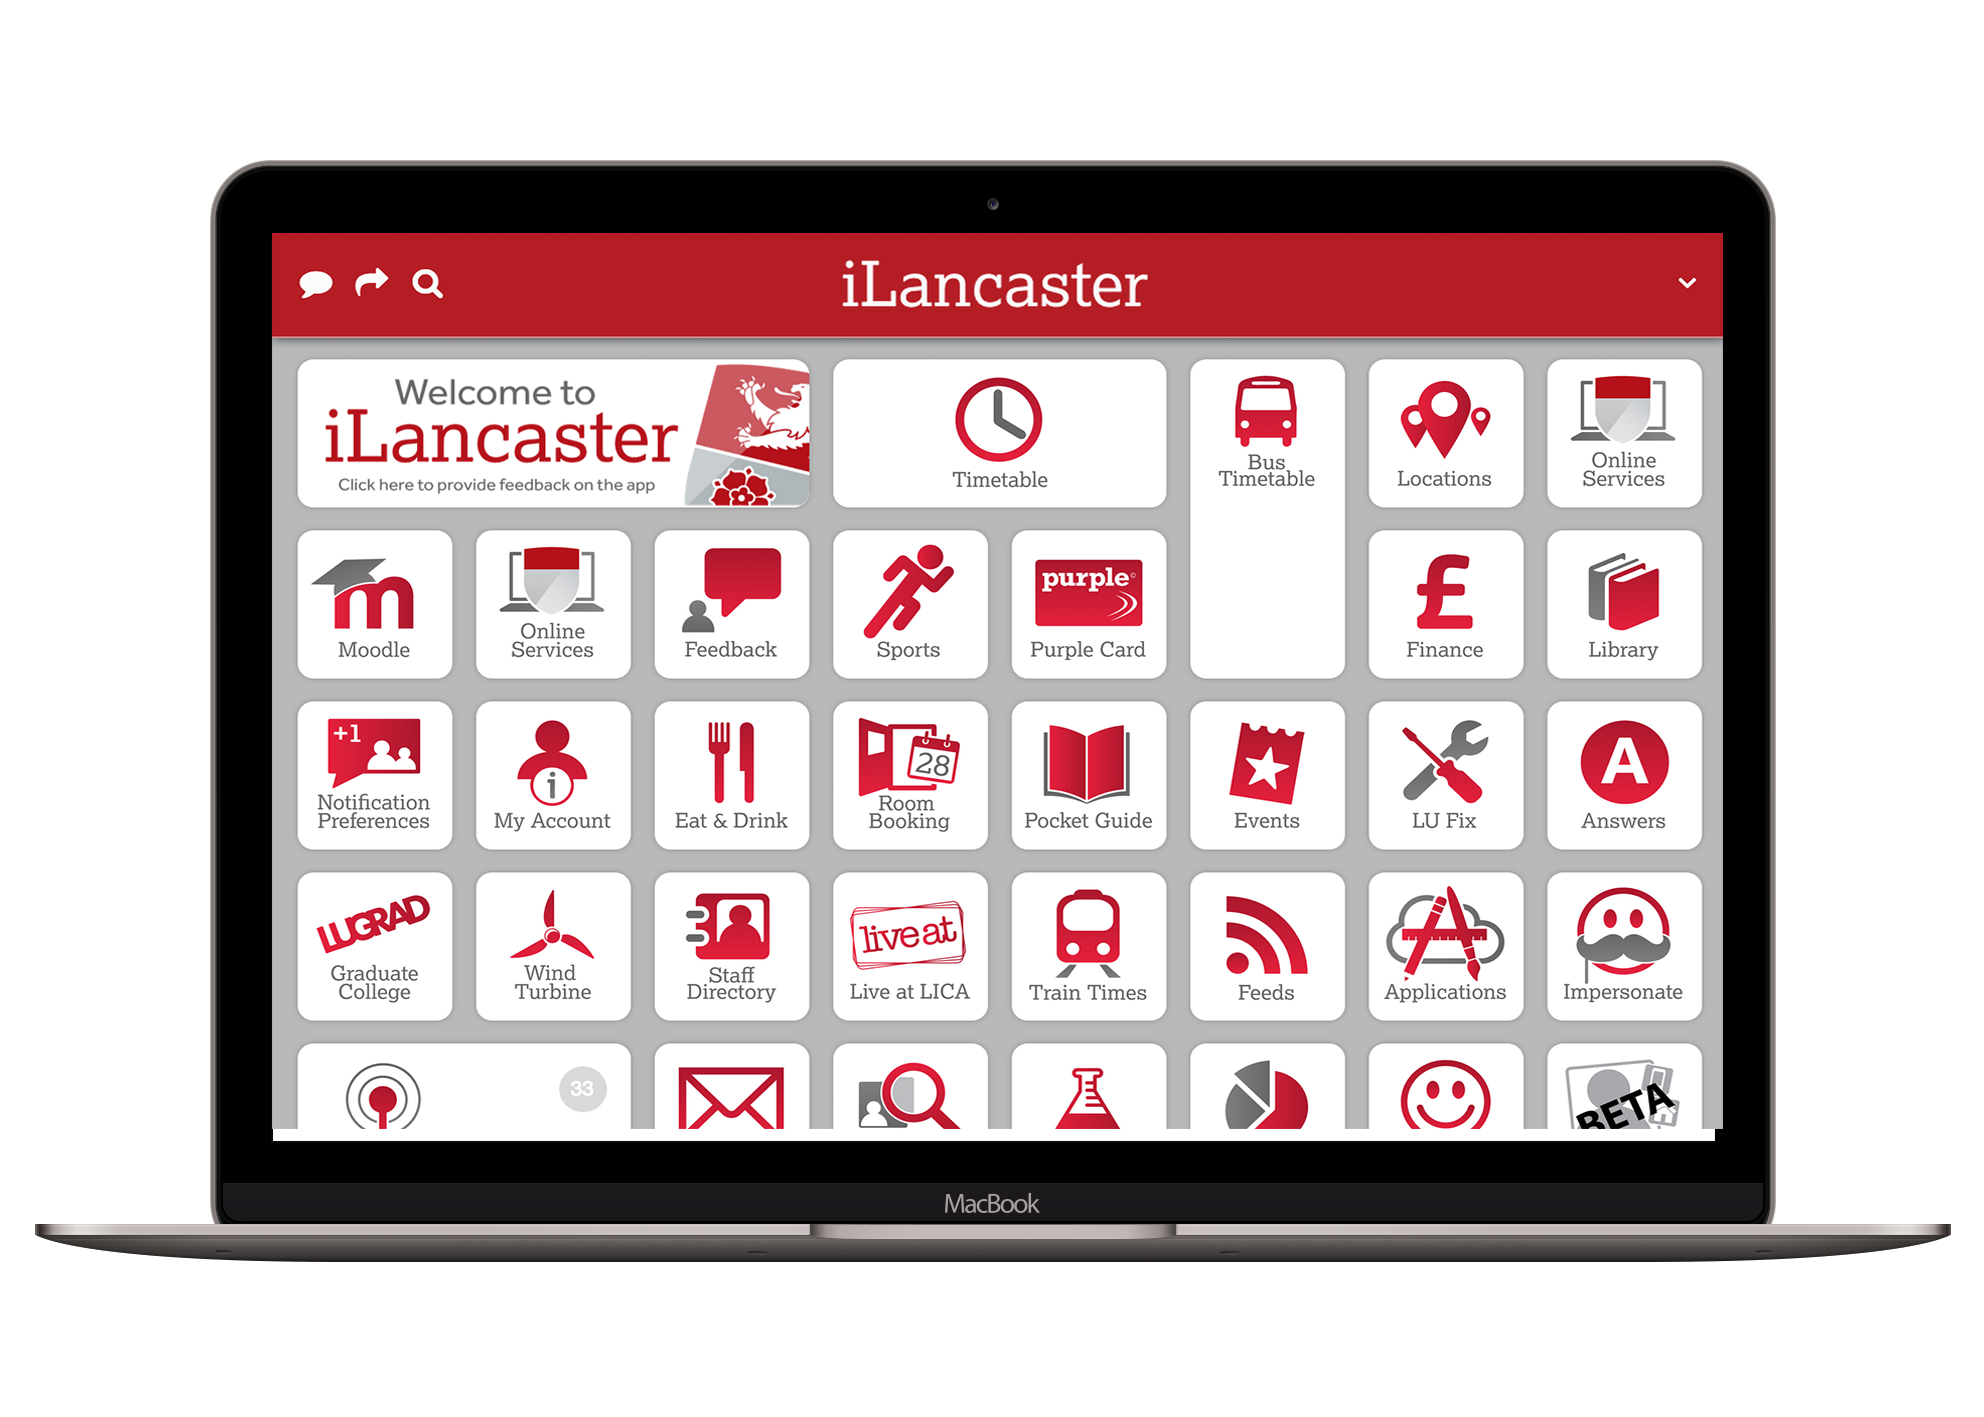 iLancaster
Welcome to
iLancaster
Click here to provide feedback on the app
Timetable
Bus
Timetable
Locations
Online
Services
m
Moodle
Online
Services
Feedback
Sports
purple
Purple Card
£
Finance
Library
+1
Notification
Preferences
i
My Account
Eat & Drink
28
Room
Booking
Pocket Guide
Events
LU Fix
A
Answers
LUGRAD
Graduate
College
Wind
Turbine
Staff
Directory
live at
Live at LICA
Train Times
Feeds
Applications
Impersonate
33
BETA
MacBook